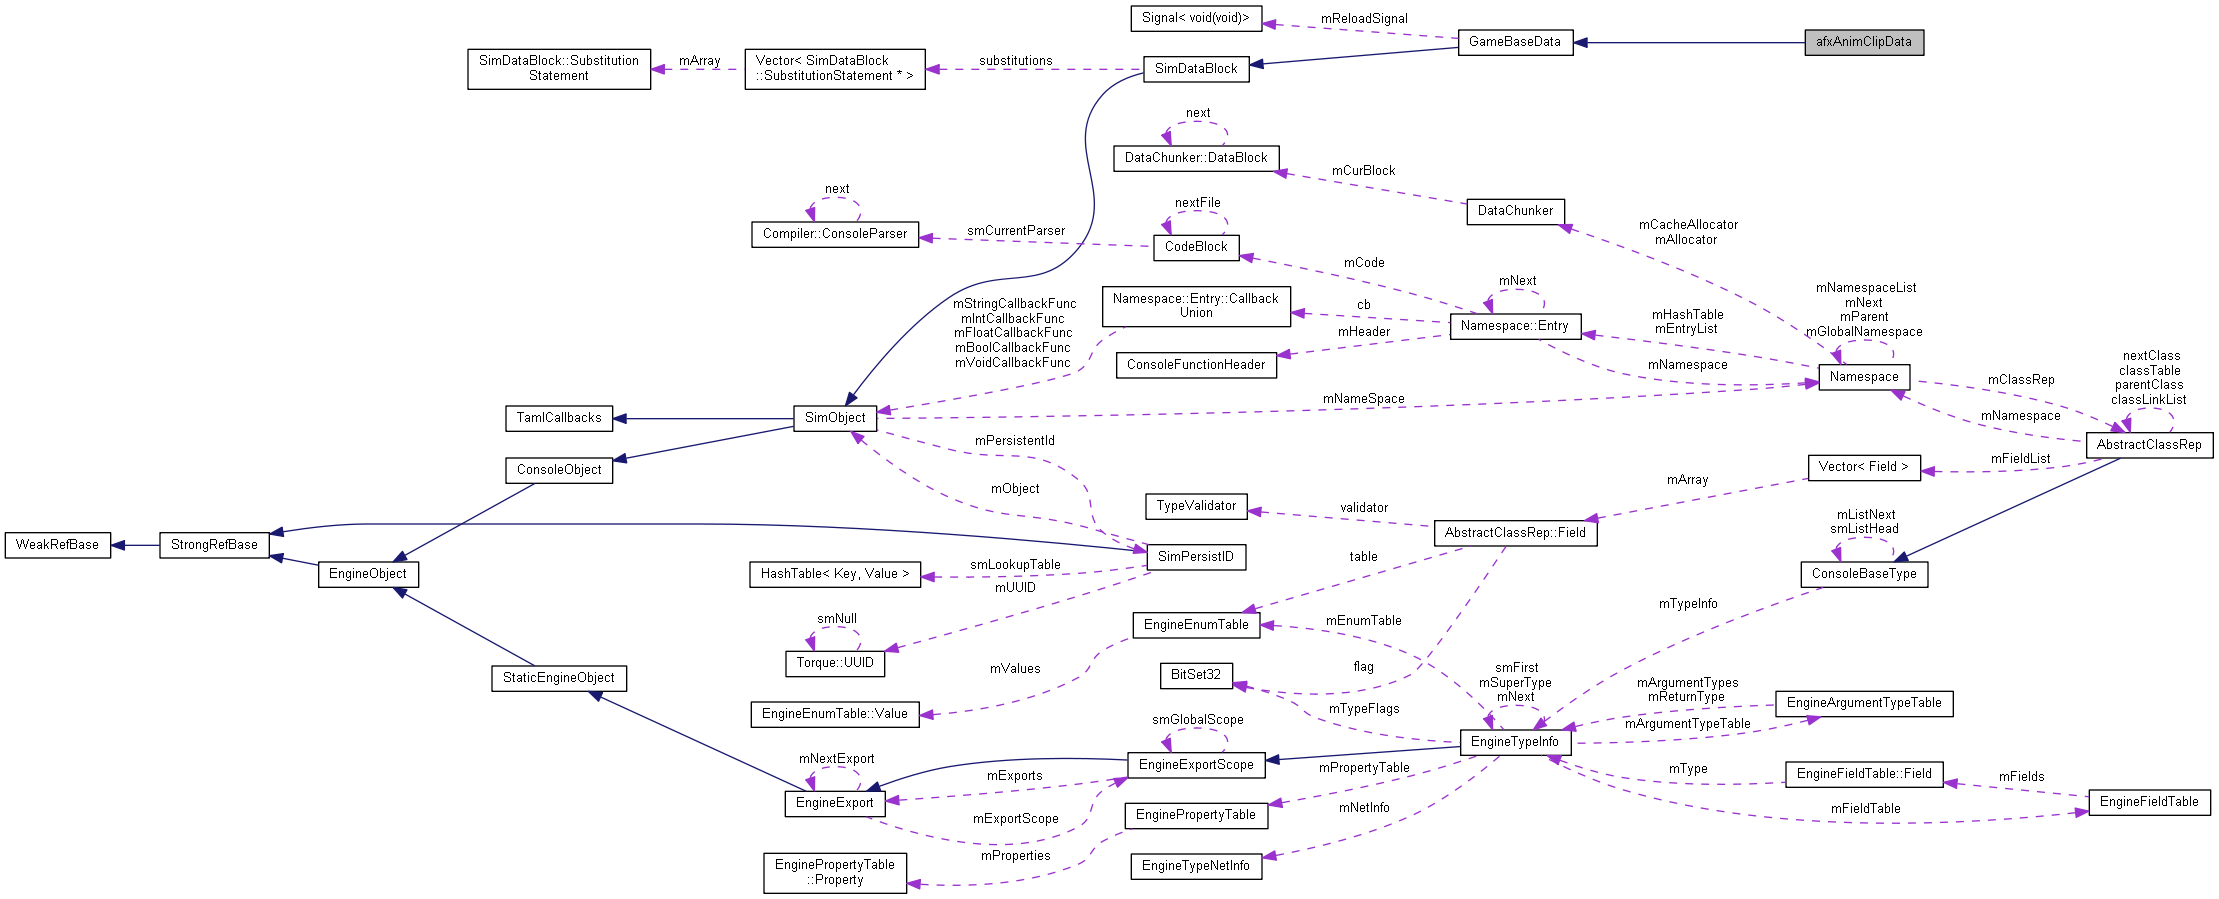 Signal< void(void)>
mReloadSignal
GameBaseData
afxAnimClipData
SimDataBlock::Substitution
Statement
mArray
Vector< SimDataBlock
::SubstitutionStatement * >
substitutions
SimDataBlock
next
DataChunker::DataBlock
mCurBlock
next
Compiler::ConsoleParser
smCurrentParser
nextFile
CodeBlock
DataChunker
mCacheAllocator
mAllocator
mCode
mStringCallbackFunc
mIntCallbackFunc
mFloatCallbackFunc
mBoolCallbackFunc
mVoidCallbackFunc
Namespace::Entry::Callback
Union
cb
mHeader
ConsoleFunctionHeader
mNext
Namespace::Entry
mHashTable
mEntryList
mNamespace
mNamespaceList
mNext
mParent
mGlobalNamespace
Namespace
mClassRep
mNamespace
nextClass
classTable
parentClass
classLinkList
AbstractClassRep
TamlCallbacks
SimObject
mNameSpace
ConsoleObject
mPersistentId
mObject
mFieldList
Vector< Field >
mArray
TypeValidator
validator
AbstractClassRep::Field
mListNext
smListHead
ConsoleBaseType
WeakRefBase
StrongRefBase
EngineObject
HashTable< Key, Value >
smLookupTable
mUUID
SimPersistID
table
smNull
Torque::UUID
EngineEnumTable
mEnumTable
mTypeInfo
StaticEngineObject
mValues
BitSet32
flag
mTypeFlags
EngineEnumTable::Value
smFirst
mSuperType
mNext
EngineTypeInfo
mArgumentTypes
mReturnType
mArgumentTypeTable
EngineArgumentTypeTable
smGlobalScope
EngineExportScope
mNextExport
EngineExport
mExports
mExportScope
mPropertyTable
mNetInfo
mType
EngineFieldTable::Field
mFields
EngineFieldTable
mFieldTable
EnginePropertyTable
mProperties
EnginePropertyTable
::Property
EngineTypeNetInfo